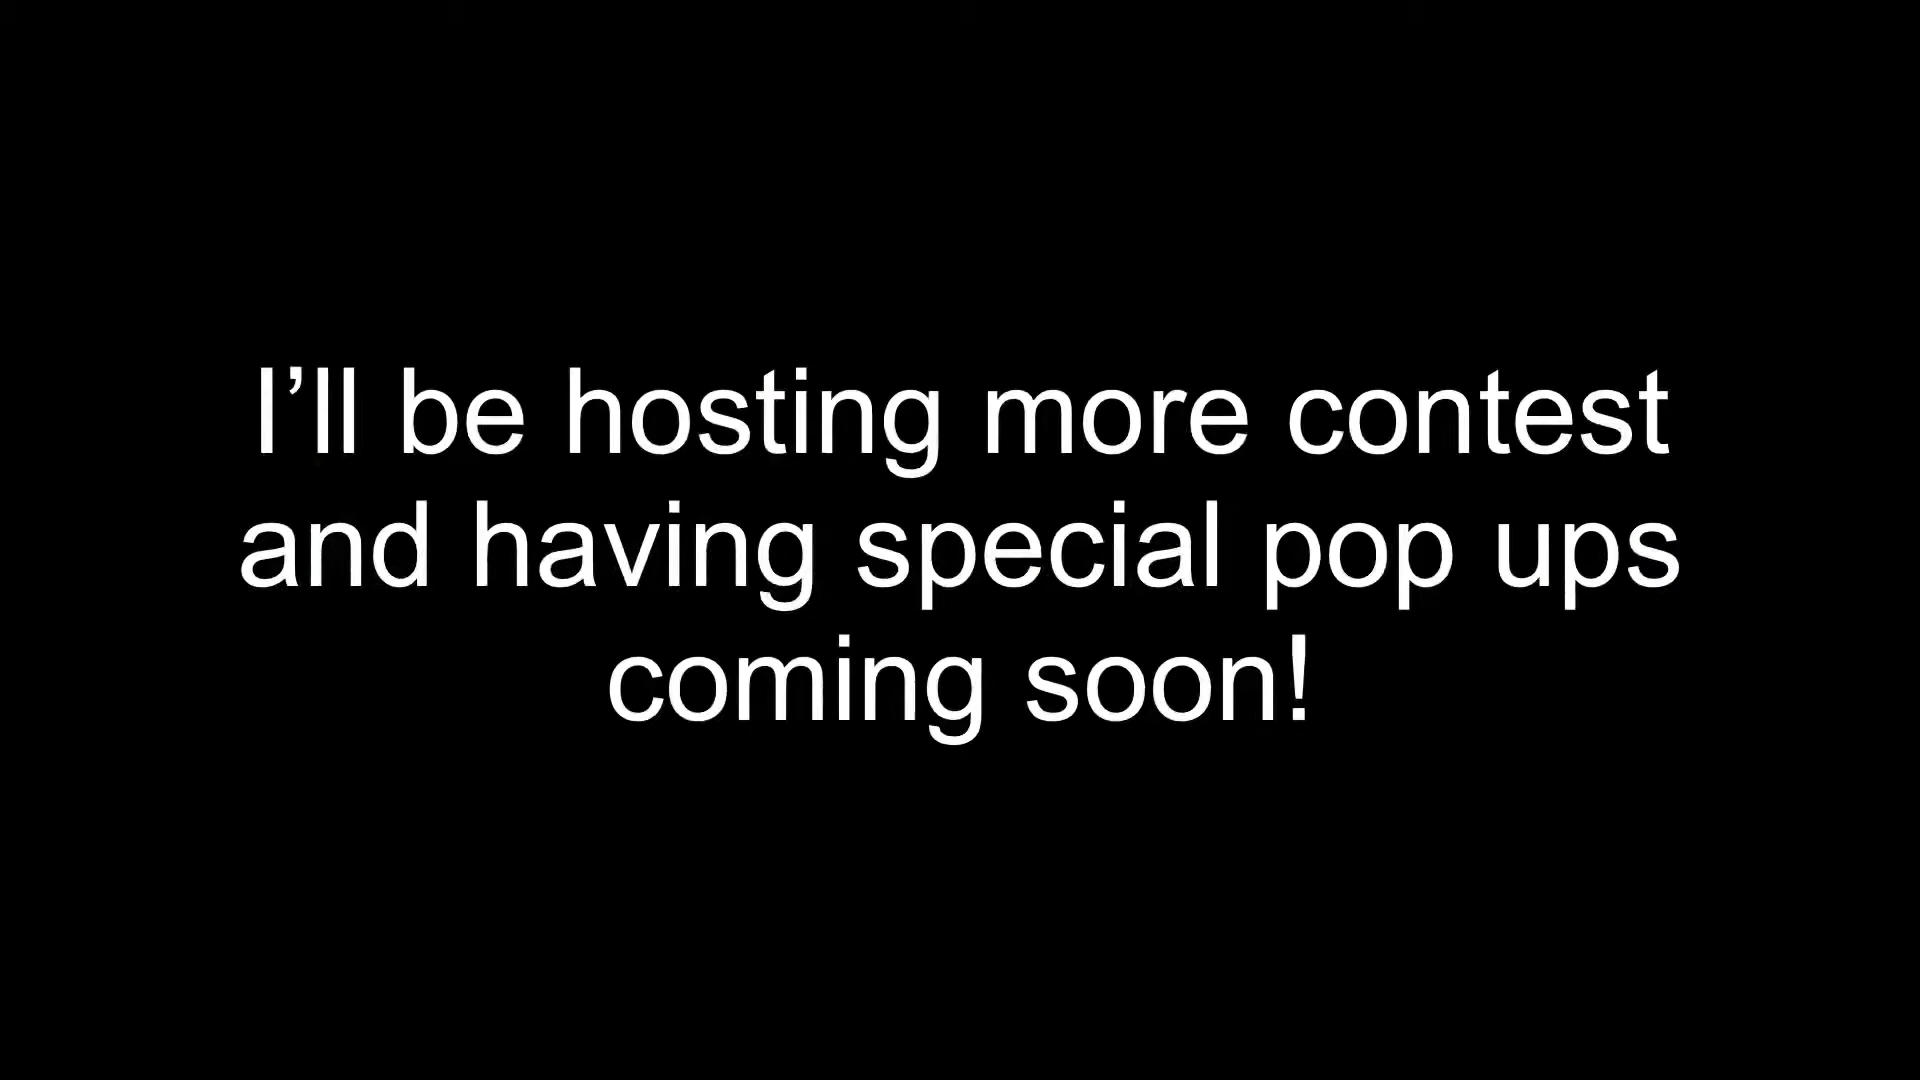 I’ll be hosting more contest
and having special pop ups
coming soon!